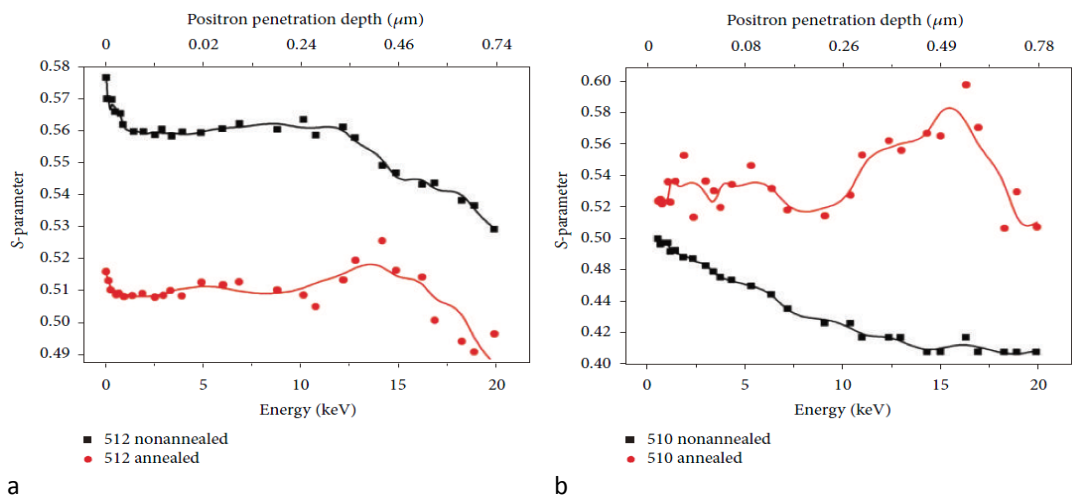 Positron penetration depth (μm)
0 0.02 0.24 0.46 0.74
0.58
0.57
0.56
0.55
0.54
0.53
0.52
0.51
0.50
0.49
S-parameter
0 5 10 15 20
Energy (keV)
512 nonannealed
512 annealed
a
Positron penetration depth (μm)
0 0.08 0.26 0.49 0.78
0.60
0.58
0.56
0.54
0.52
0.50
0.48
0.44
0.42
0.40
S-parameter
0 5 10 15 20
Energy (keV)
510 nonannealed
510 annealed
b